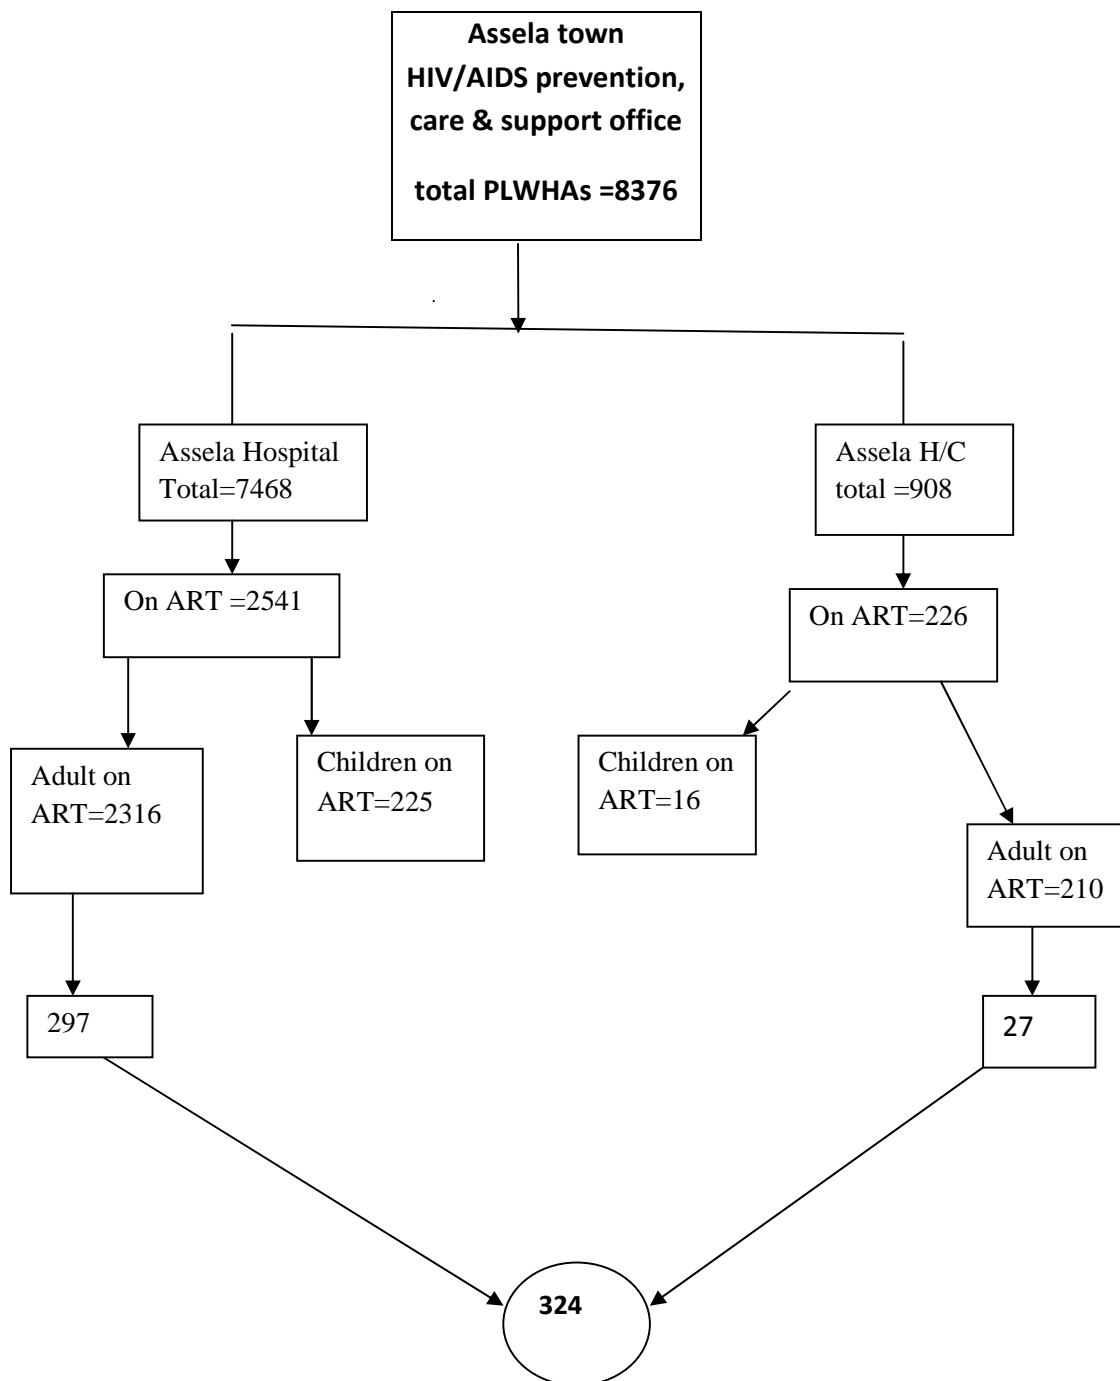 Assela town
HIV/AIDS prevention,
care & support office
total PLWHAs =8376
Assela Hospital
Total=7468
Assela H/C
total =908
On ART =2541
On ART=226
Adult on
ART=2316
Children on
ART=225
Children on
ART=16
Adult on
ART=210
297
27
324